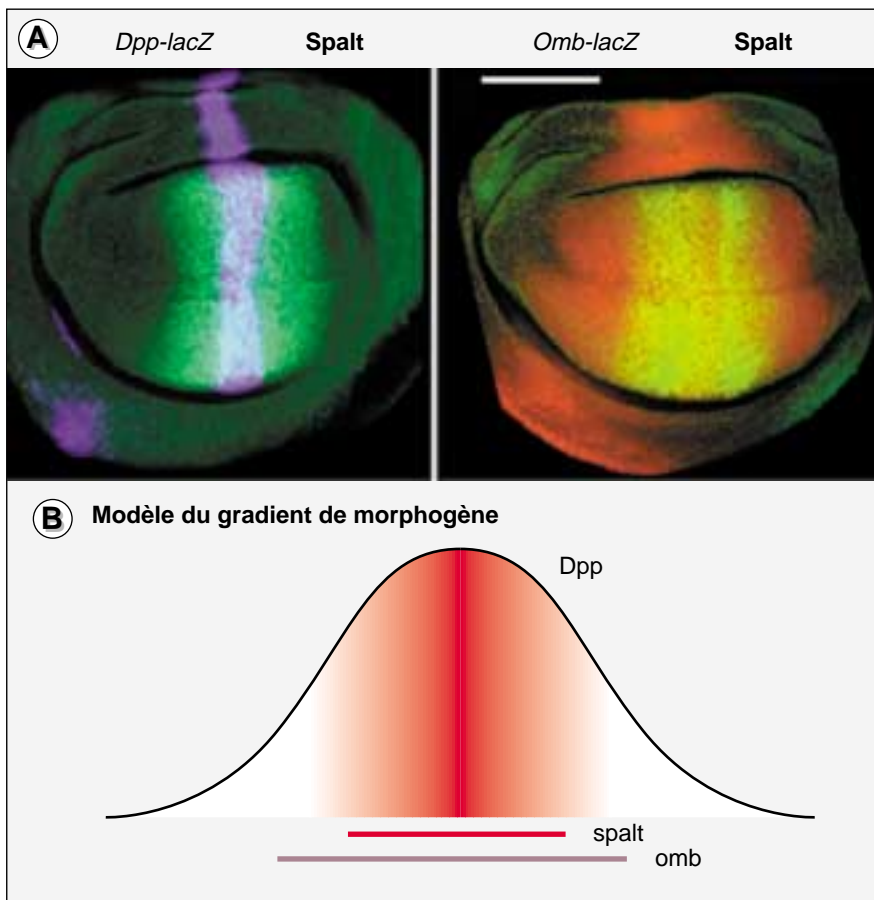 A Dpp-lacZ Spalt Omb-lacZ Spalt
B Modèle du gradient de morphogène
Dpp
spalt
omb